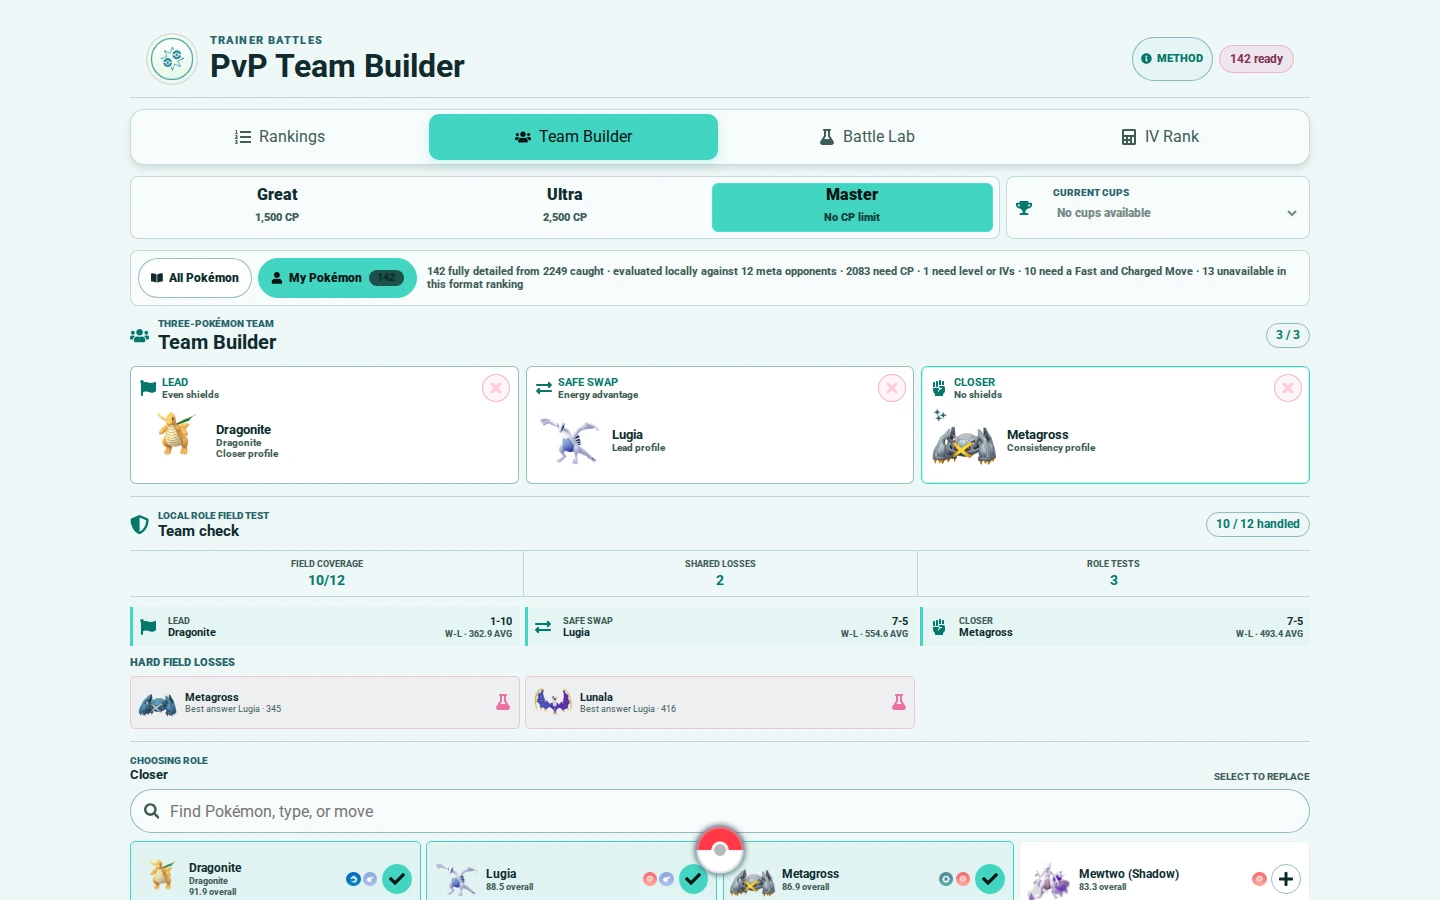 TRAINER BATTLES
PvP Team Builder
METHOD
142 ready
Rankings
Team Builder
Battle Lab
IV Rank
Great
1,500 CP
Ultra
2,500 CP
Master
No CP limit
CURRENT CUPS
No cups available
All Pokémon
My Pokémon 142
142 fully detailed from 2249 caught · evaluated locally against 12 meta opponents · 2083 need CP · 1 need level or IVs · 10 need a Fast and Charged Move · 13 unavailable in
this format ranking
THREE-POKÉMON TEAM
Team Builder
3 / 3
LEAD
Even shields
Dragonite
Dragonite
Closer profile
SAFE SWAP
Energy advantage
Lugia
Lead profile
CLOSER
No shields
Metagross
Consistency profile
LOCAL ROLE FIELD TEST
Team check
10 / 12 handled
FIELD COVERAGE
10/12
SHARED LOSSES
2
ROLE TESTS
3
LEAD
Dragonite
1-10
W-L · 362.9 AVG
SAFE SWAP
Lugia
7-5
W-L · 554.6 AVG
CLOSER
Metagross
7-5
W-L · 493.4 AVG
HARD FIELD LOSSES
Metagross
Best answer Lugia · 345
Lunala
Best answer Lugia · 416
CHOOSING ROLE
Closer
SELECT TO REPLACE
Find Pokémon, type, or move
Dragonite
Dragonite
91.9 overall
Lugia
88.5 overall
Metagross
86.9 overall
Mewtwo (Shadow)
83.3 overall